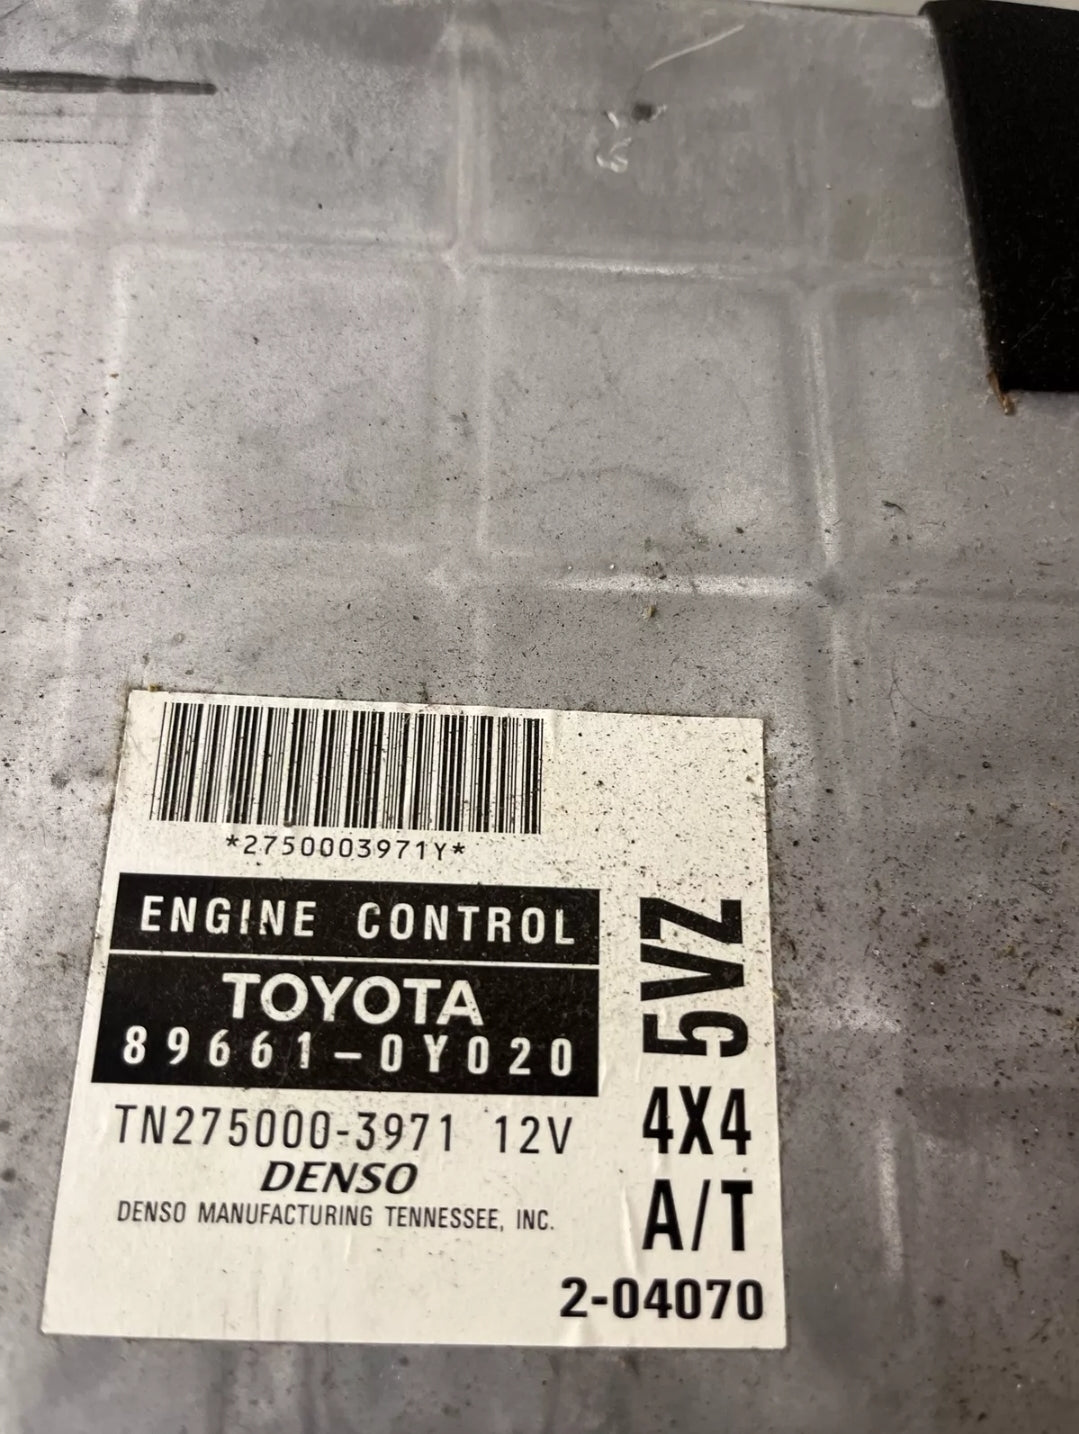 *2750003971Y*
ENGINE CONTROL
TOYOTA
89661-0Y020
TN275000-3971 12V
DENSO
DENSO MANUFACTURING TENNESSEE, INC.
5VZ
4X4
A/T
2-04070